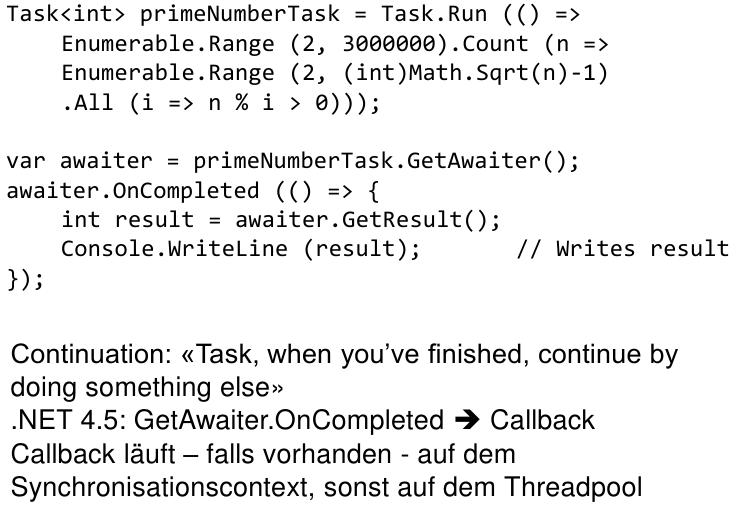 Task<int> primeNumberTask = Task.Run (() =>
    Enumerable.Range (2, 3000000).Count (n =>
    Enumerable.Range (2, (int)Math.Sqrt(n)-1)
    .All (i => n % i > 0)));

var awaiter = primeNumberTask.GetAwaiter();
awaiter.OnCompleted (() => {
    int result = awaiter.GetResult();
    Console.WriteLine (result);       // Writes result
});

Continuation: «Task, when you’ve finished, continue by
doing something else»
.NET 4.5: GetAwaiter.OnCompleted ➔ Callback
Callback läuft – falls vorhanden - auf dem
Synchronisationscontext, sonst auf dem Threadpool